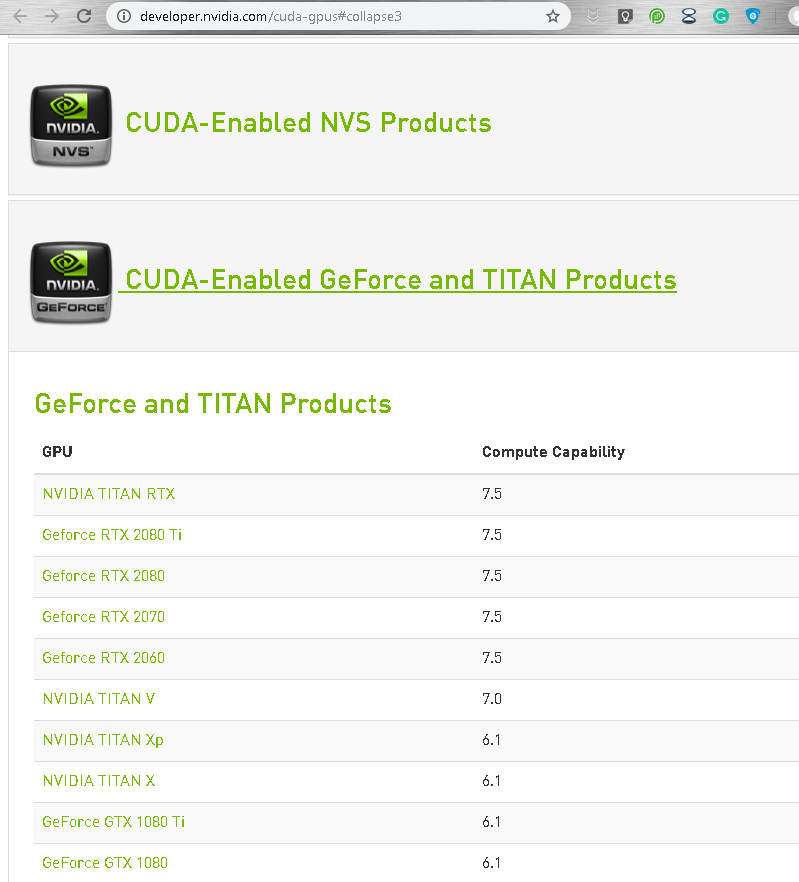 developer.nvidia.com/cuda-gpus#collapse3
NVIDIA.
NVS™
CUDA-Enabled NVS Products
NVIDIA.
GEFORCE®
CUDA-Enabled GeForce and TITAN Products
GeForce and TITAN Products
GPU Compute Capability
NVIDIA TITAN RTX 7.5
Geforce RTX 2080 Ti 7.5
Geforce RTX 2080 7.5
Geforce RTX 2070 7.5
Geforce RTX 2060 7.5
NVIDIA TITAN V 7.0
NVIDIA TITAN Xp 6.1
NVIDIA TITAN X 6.1
GeForce GTX 1080 Ti 6.1
GeForce GTX 1080 6.1